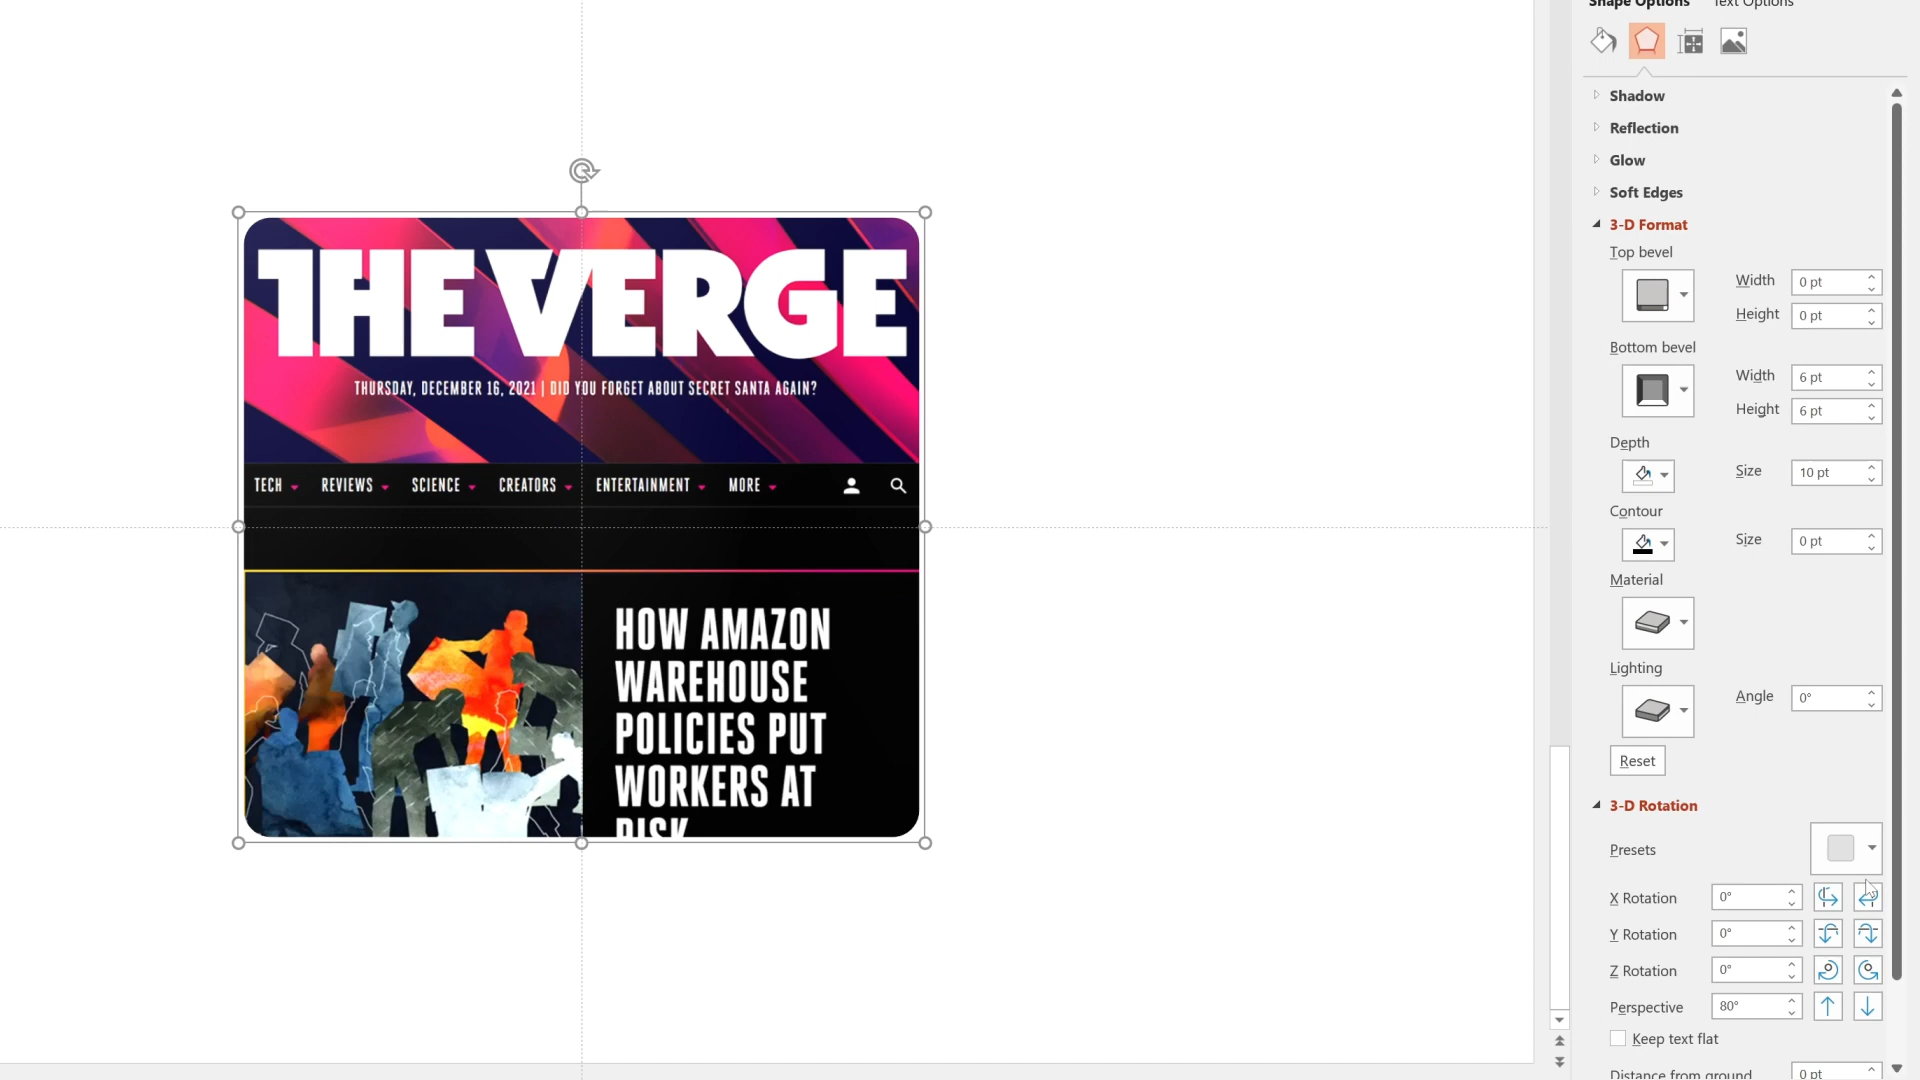 Shape Options Text Options
Shadow
Reflection
Glow
Soft Edges
3-D Format
Top bevel
Width 0 pt
Height 0 pt
Bottom bevel
Width 6 pt
Height 6 pt
Depth
Size 10 pt
Contour
Size 0 pt
Material
Lighting
Angle 0°
Reset
3-D Rotation
Presets
X Rotation 0°
Y Rotation 0°
Z Rotation 0°
Perspective 80°
Keep text flat
Distance from ground 0 pt
THE VERGE
THURSDAY, DECEMBER 16, 2021 | DID YOU FORGET ABOUT SECRET SANTA AGAIN?
TECH REVIEWS SCIENCE CREATORS ENTERTAINMENT MORE
HOW AMAZON
WAREHOUSE
POLICIES PUT
WORKERS AT
RISK